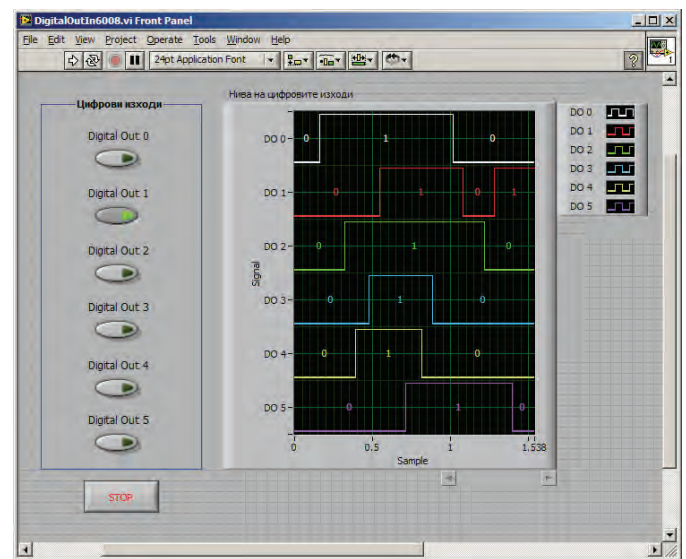 DigitalOutIn6008.vi Front Panel
File Edit View Project Operate Tools Window Help
24pt Application Font
?
1
Цифрови изходи
Digital Out 0
Digital Out 1
Digital Out 2
Digital Out 3
Digital Out 4
Digital Out 5
STOP
Нива на цифровите изходи
Signal
DO 0 0 1 0
DO 1 0 1 0 1
DO 2 0 1 0
DO 3 0 1 0
DO 4 0 1 0
DO 5 0 1 0
0 0.5 1 1.538
Sample
DO 0
DO 1
DO 2
DO 3
DO 4
DO 5